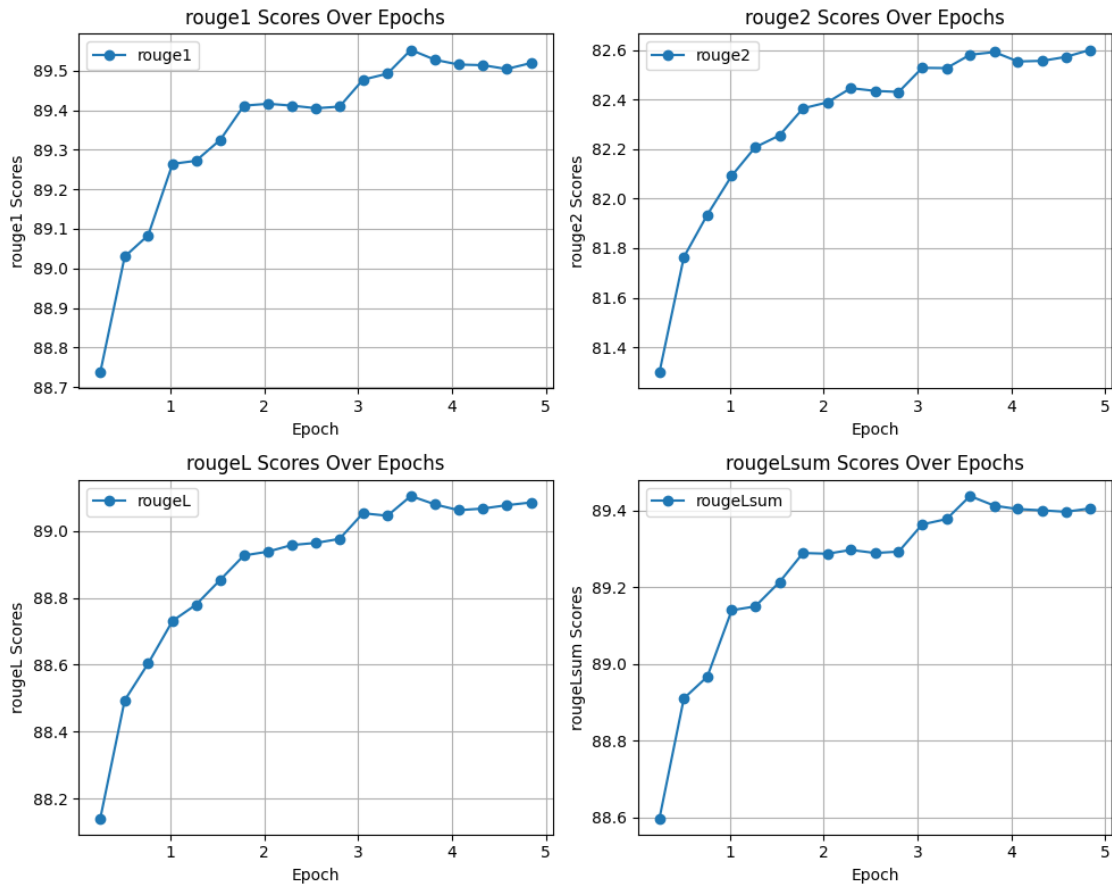 rouge1 Scores Over Epochs
rouge1
rouge1 Scores
89.5
89.4
89.3
89.2
89.1
89.0
88.9
88.8
88.7
1 2 3 4 5
Epoch
rouge2 Scores Over Epochs
rouge2
rouge2 Scores
82.6
82.4
82.2
82.0
81.8
81.6
81.4
1 2 3 4 5
Epoch
rougeL Scores Over Epochs
rougeL
rougeL Scores
89.0
88.8
88.6
88.4
88.2
1 2 3 4 5
Epoch
rougeLsum Scores Over Epochs
rougeLsum
rougeLsum Scores
89.4
89.2
89.0
88.8
88.6
1 2 3 4 5
Epoch